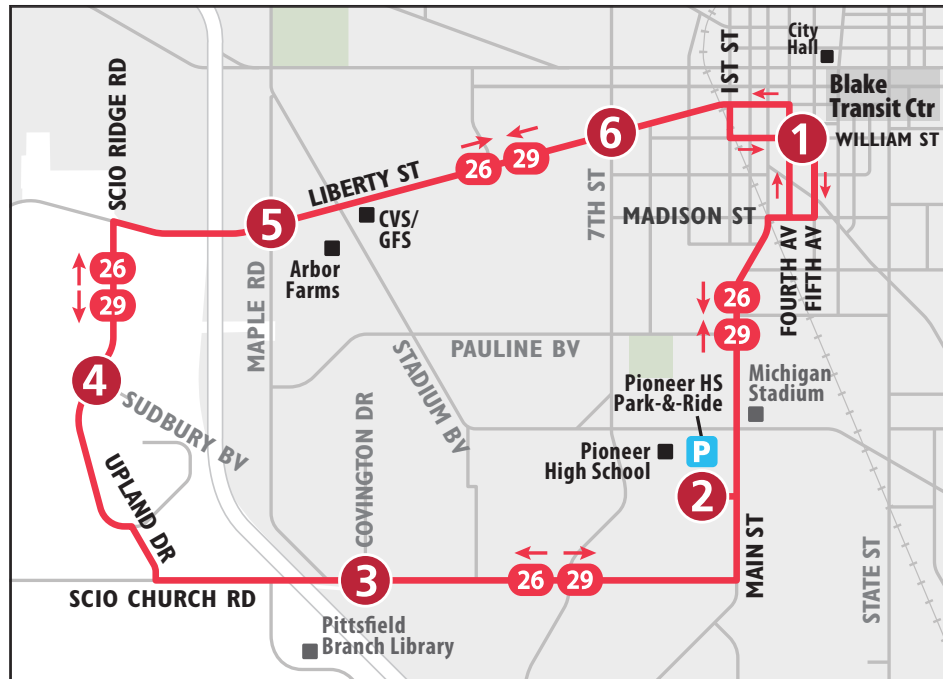 1ST ST
City
Hall
Blake
Transit Ctr
1
WILLIAM ST
SCIO RIDGE RD
6
29
26
LIBERTY ST
7TH ST
MADISON ST
5
CVS/
GFS
Arbor
Farms
MAPLE RD
FOURTH AV
FIFTH AV
26
29
26
29
PAULINE BV
STADIUM BV
4
SUDBURY BV
Pioneer HS
Park-&-Ride
Michigan
Stadium
P
Pioneer
High School
2
COVINGTON DR
UPLAND DR
MAIN ST
STATE ST
3
26
29
SCIO CHURCH RD
Pittsfield
Branch Library